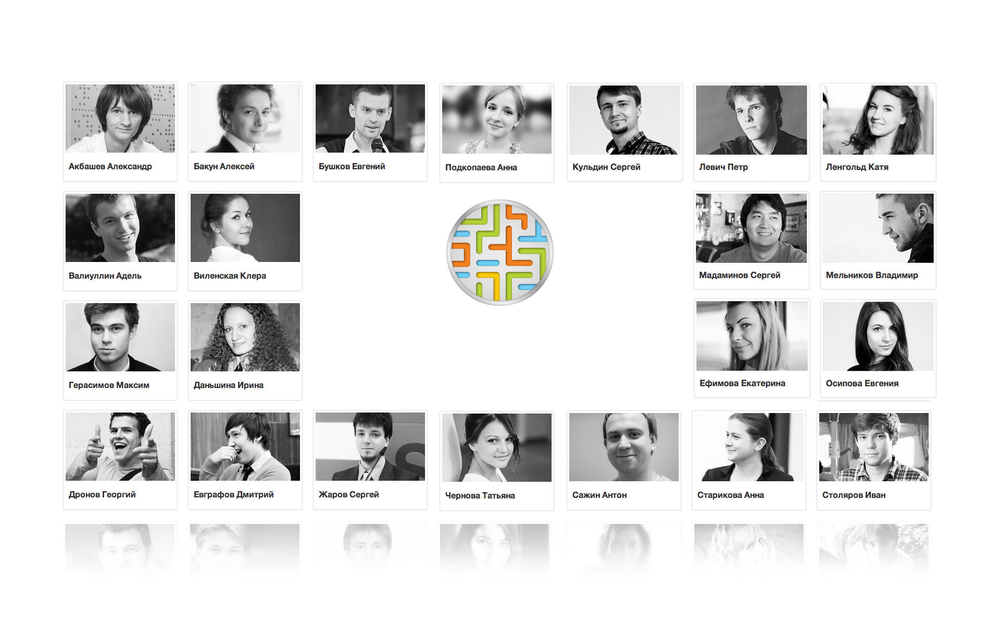 Акбашев Александр
Бакун Алексей
Бушков Евгений
Подкопаева Анна
Кульдин Сергей
Левич Петр
Ленгольд Катя
Валиуллин Адель
Виленская Клера
Мадаминов Сергей
Мельников Владимир
Герасимов Максим
Даньшина Ирина
Ефимова Екатерина
Осипова Евгения
Дронов Георгий
Евграфов Дмитрий
Жаров Сергей
Чернова Татьяна
Сажин Антон
Старикова Анна
Столяров Иван